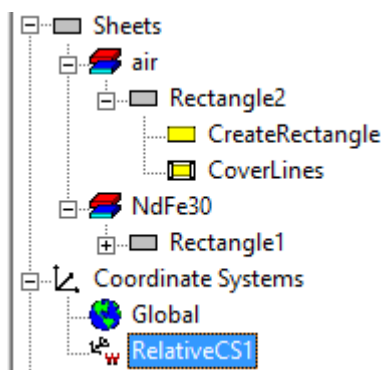 Sheets
air
Rectangle2
CreateRectangle
CoverLines
NdFe30
Rectangle1
Coordinate Systems
Global
W RelativeCS1